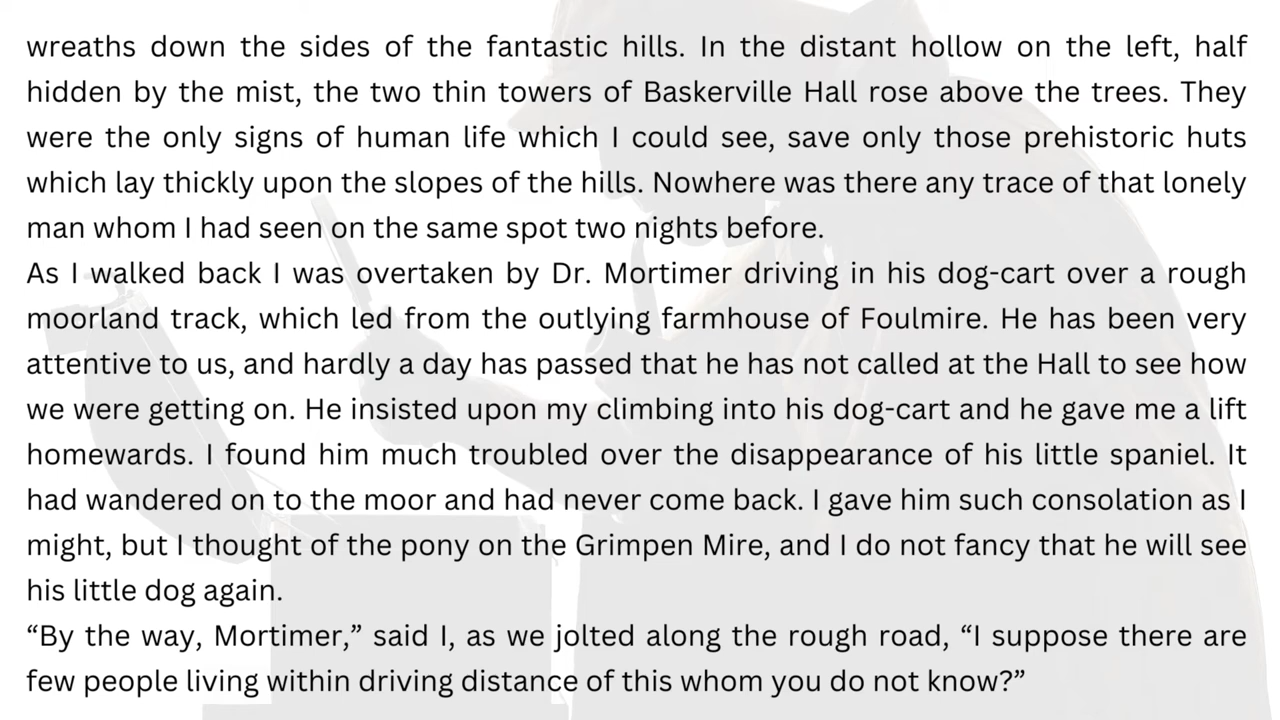 wreaths down the sides of the fantastic hills. In the distant hollow on the left, half
hidden by the mist, the two thin towers of Baskerville Hall rose above the trees. They
were the only signs of human life which I could see, save only those prehistoric huts
which lay thickly upon the slopes of the hills. Nowhere was there any trace of that lonely
man whom I had seen on the same spot two nights before.
As I walked back I was overtaken by Dr. Mortimer driving in his dog-cart over a rough
moorland track, which led from the outlying farmhouse of Foulmire. He has been very
attentive to us, and hardly a day has passed that he has not called at the Hall to see how
we were getting on. He insisted upon my climbing into his dog-cart and he gave me a lift
homewards. I found him much troubled over the disappearance of his little spaniel. It
had wandered on to the moor and had never come back. I gave him such consolation as I
might, but I thought of the pony on the Grimpen Mire, and I do not fancy that he will see
his little dog again.
“By the way, Mortimer,” said I, as we jolted along the rough road, “I suppose there are
few people living within driving distance of this whom you do not know?”